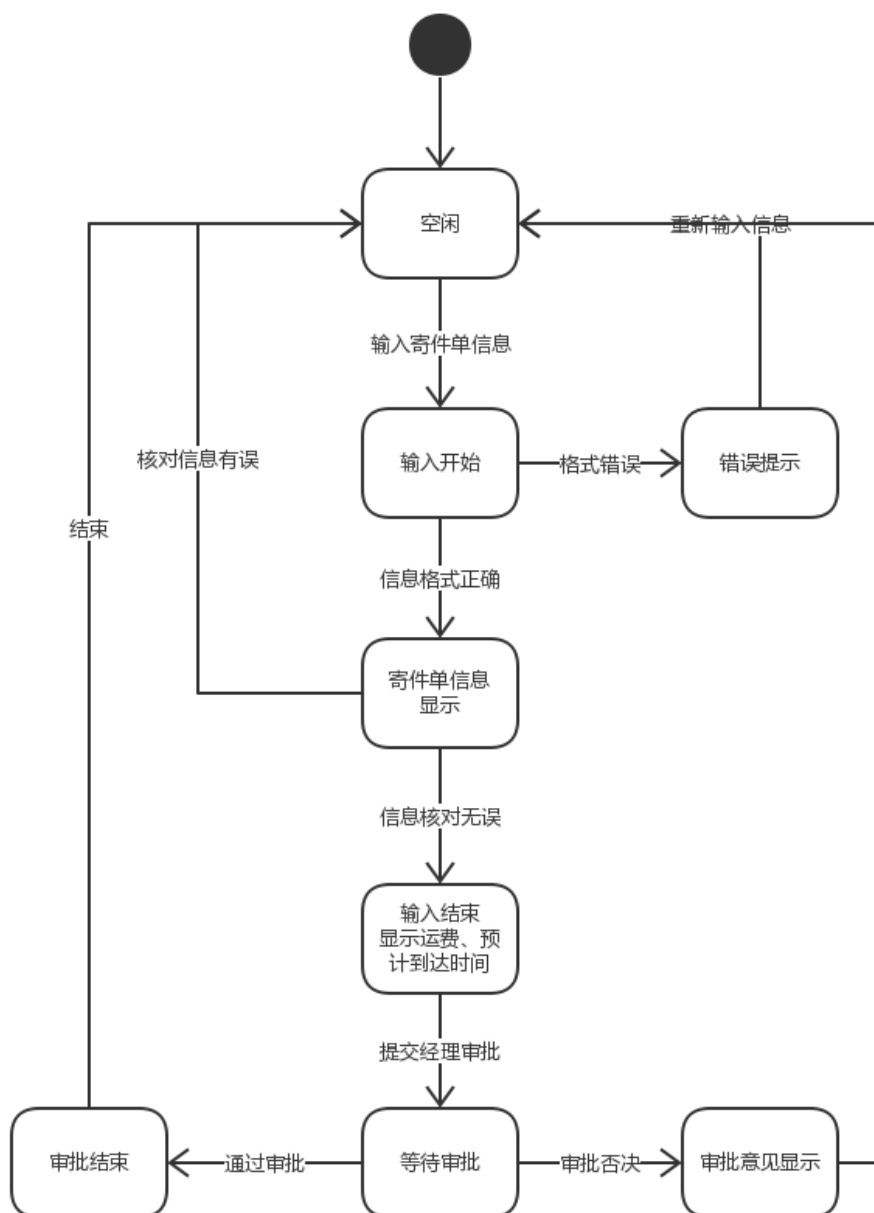 空闲
重新输入信息
输入寄件单信息
核对信息有误
输入开始
格式错误
错误提示
结束
信息格式正确
寄件单信息
显示
信息核对无误
输入结束
显示运费、预
计到达时间
提交经理审批
审批结束
通过审批
等待审批
审批否决
审批意见显示